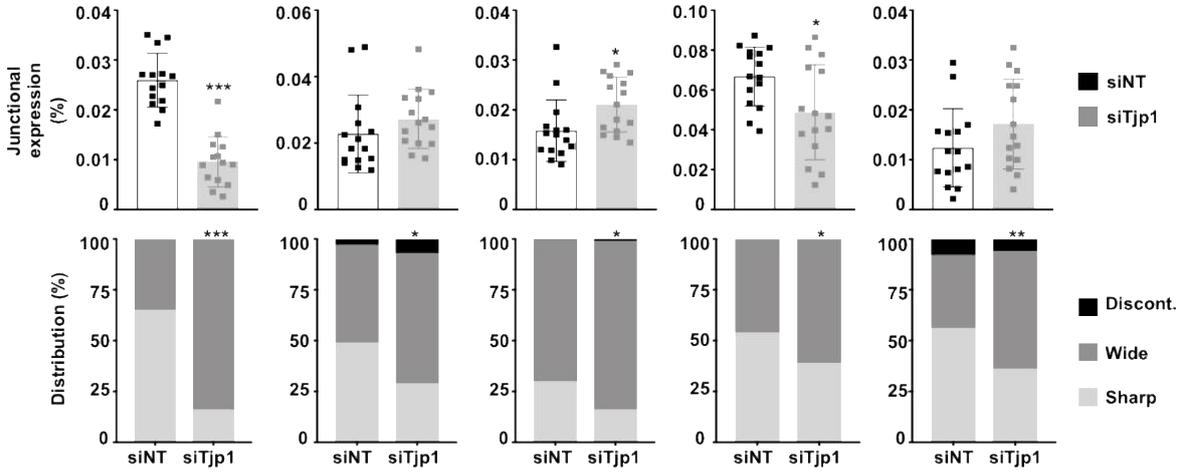 0.04 0.06 0.04 0.10 0.04
0.03 0.04 0.03 0.08 0.03
0.02 0.02 0.02 0.06 0.02
0.01 0 0.01 0.04 0.01
0 0 0.02 0
0
Junctional
expression
(%)
*** * *
siNT
siTjp1
100 100 100 100 100
75 75 75 75 75
50 50 50 50 50
25 25 25 25 25
0 0 0 0 0
Distribution (%)
*** * * * **
Discont.
Wide
Sharp
siNT siTjp1 siNT siTjp1 siNT siTjp1 siNT siTjp1 siNT siTjp1